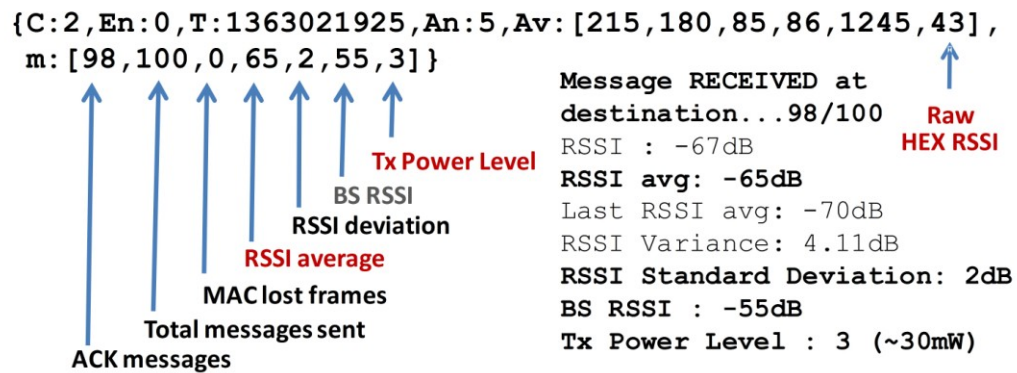 {C:2,En:0,T:1363021925,An:5,Av:[215,180,85,86,1245,43],
m:[98,100,0,65,2,55,3]}
Message RECEIVED at
destination...98/100
RSSI : -67dB
RSSI avg: -65dB
Last RSSI avg: -70dB
RSSI Variance: 4.11dB
RSSI Standard Deviation: 2dB
BS RSSI : -55dB
Tx Power Level : 3 (~30mW)
Raw
HEX RSSI
Tx Power Level
BS RSSI
RSSI deviation
RSSI average
MAC lost frames
Total messages sent
ACK messages